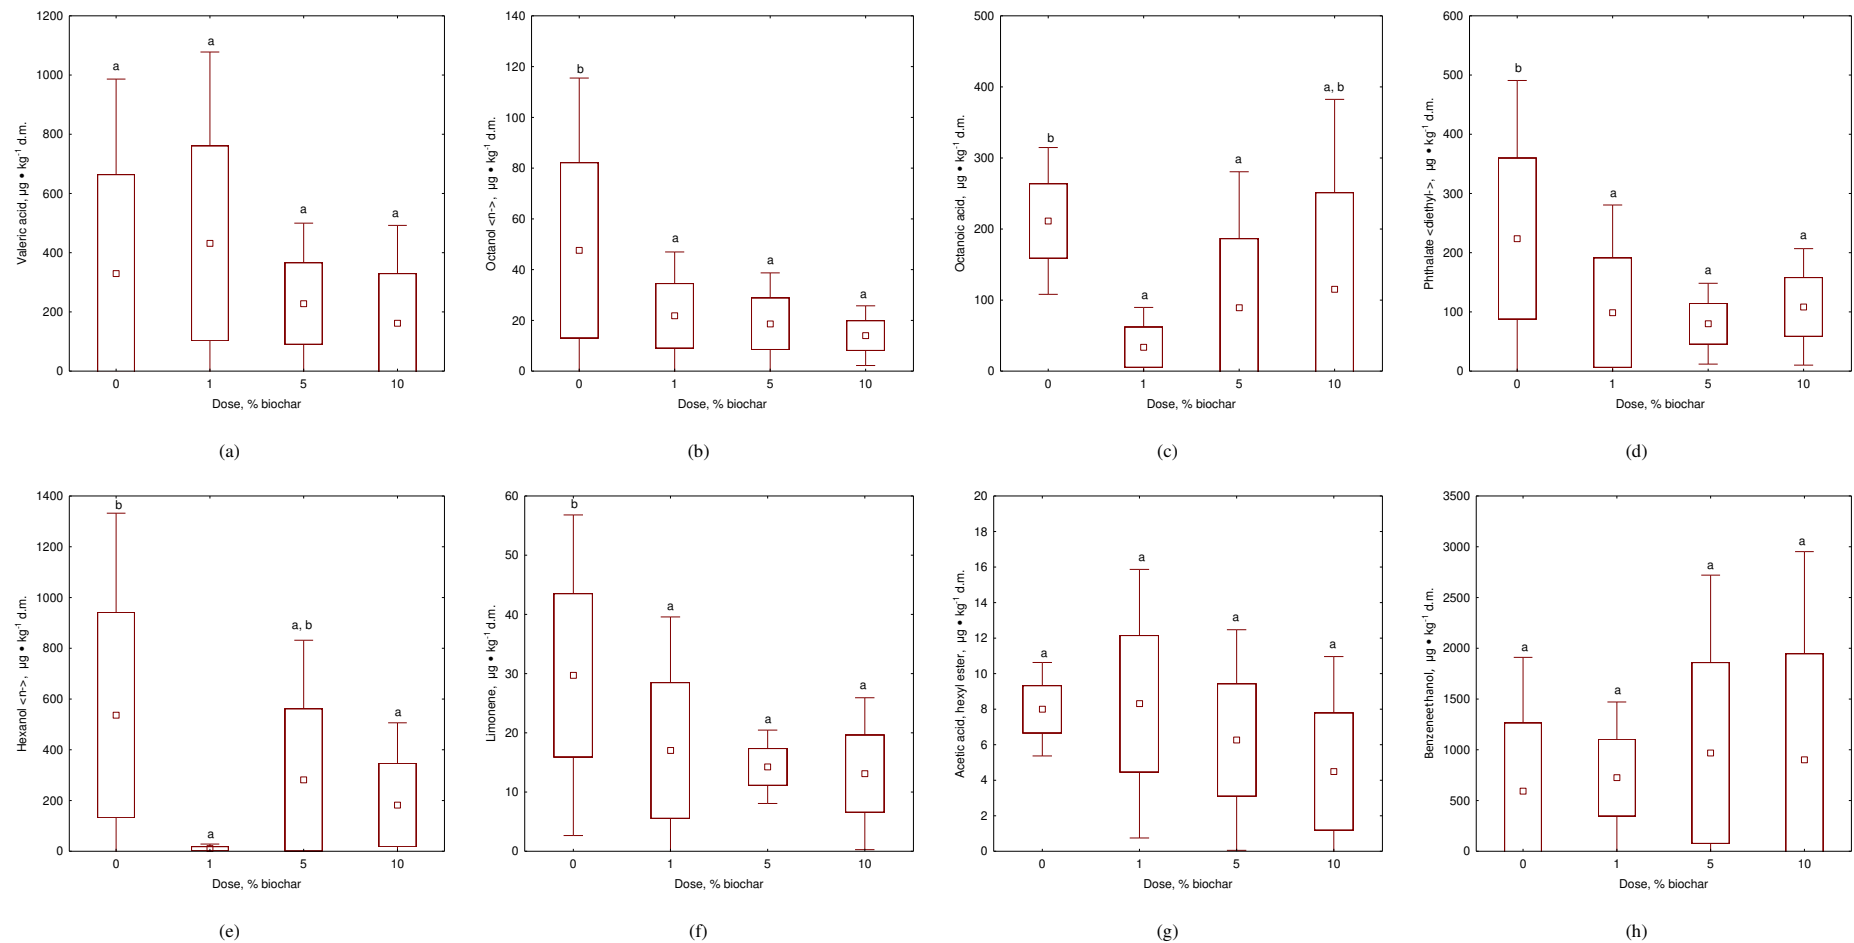 Valeric acid, µg • kg⁻¹ d.m.
1200
1000
800
600
400
200
0
a
a
a
a
0 1 5 10
Dose, % biochar
(a)
Octanol <n->, µg • kg⁻¹ d.m.
140
120
100
80
60
40
20
0
b
a
a
a
0 1 5 10
Dose, % biochar
(b)
Octanoic acid, µg • kg⁻¹ d.m.
500
400
300
200
100
0
b
a
a
a, b
0 1 5 10
Dose, % biochar
(c)
Phthalate <diethyl->, µg • kg⁻¹ d.m.
600
500
400
300
200
100
0
b
a
a
a
0 1 5 10
Dose, % biochar
(d)
Hexanol <n->, µg • kg⁻¹ d.m.
1400
1200
1000
800
600
400
200
0
b
a
a, b
a
0 1 5 10
Dose, % biochar
(e)
Limonene, µg • kg⁻¹ d.m.
60
50
40
30
20
10
0
b
a
a
a
0 1 5 10
Dose, % biochar
(f)
Acetic acid, hexyl ester, µg • kg⁻¹ d.m.
20
18
16
14
12
10
8
6
4
2
0
a
a
a
a
0 1 5 10
Dose, % biochar
(g)
Benzeneethanol, µg • kg⁻¹ d.m.
3500
3000
2500
2000
1500
1000
500
0
a
a
a
a
0 1 5 10
Dose, % biochar
(h)